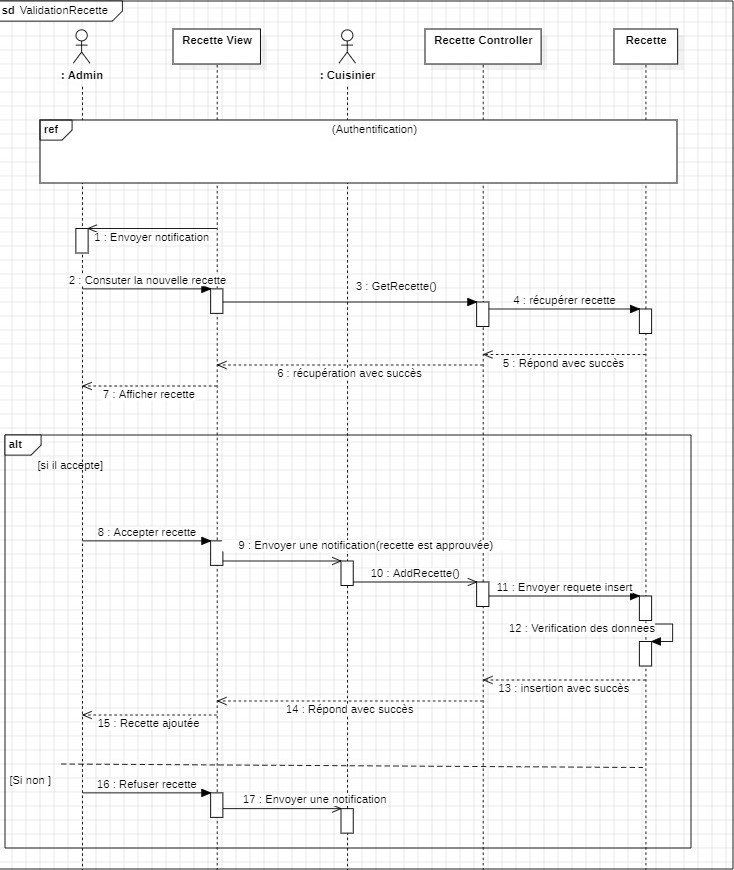 sd ValidationRecette
Recette View
Recette Controller
Recette
: Admin
: Cuisinier
ref
(Authentification)
1 : Envoyer notification
2 : Consuter la nouvelle recette
3 : GetRecette()
4 : récupérer recette
5 : Répond avec succès
6 : récupération avec succès
7 : Afficher recette
alt
[si il accepte]
8 : Accepter recette
9 : Envoyer une notification(recette est approuvée)
10 : AddRecette()
11 : Envoyer requete insert
12 : Verification des donnees
13 : insertion avec succès
14 : Répond avec succès
15 : Recette ajoutée
[Si non ]
16 : Refuser recette
17 : Envoyer une notification